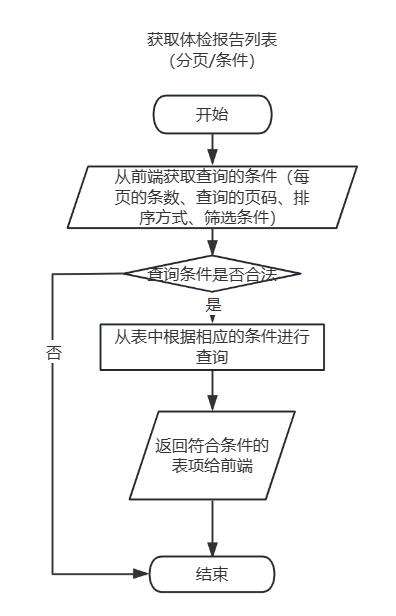 获取体检报告列表
（分页/条件）
开始
从前端获取查询的条件（每
页的条数、查询的页码、排
序方式、筛选条件）
查询条件是否合法
是
否
从表中根据相应的条件进行
查询
返回符合条件的
表项给前端
结束